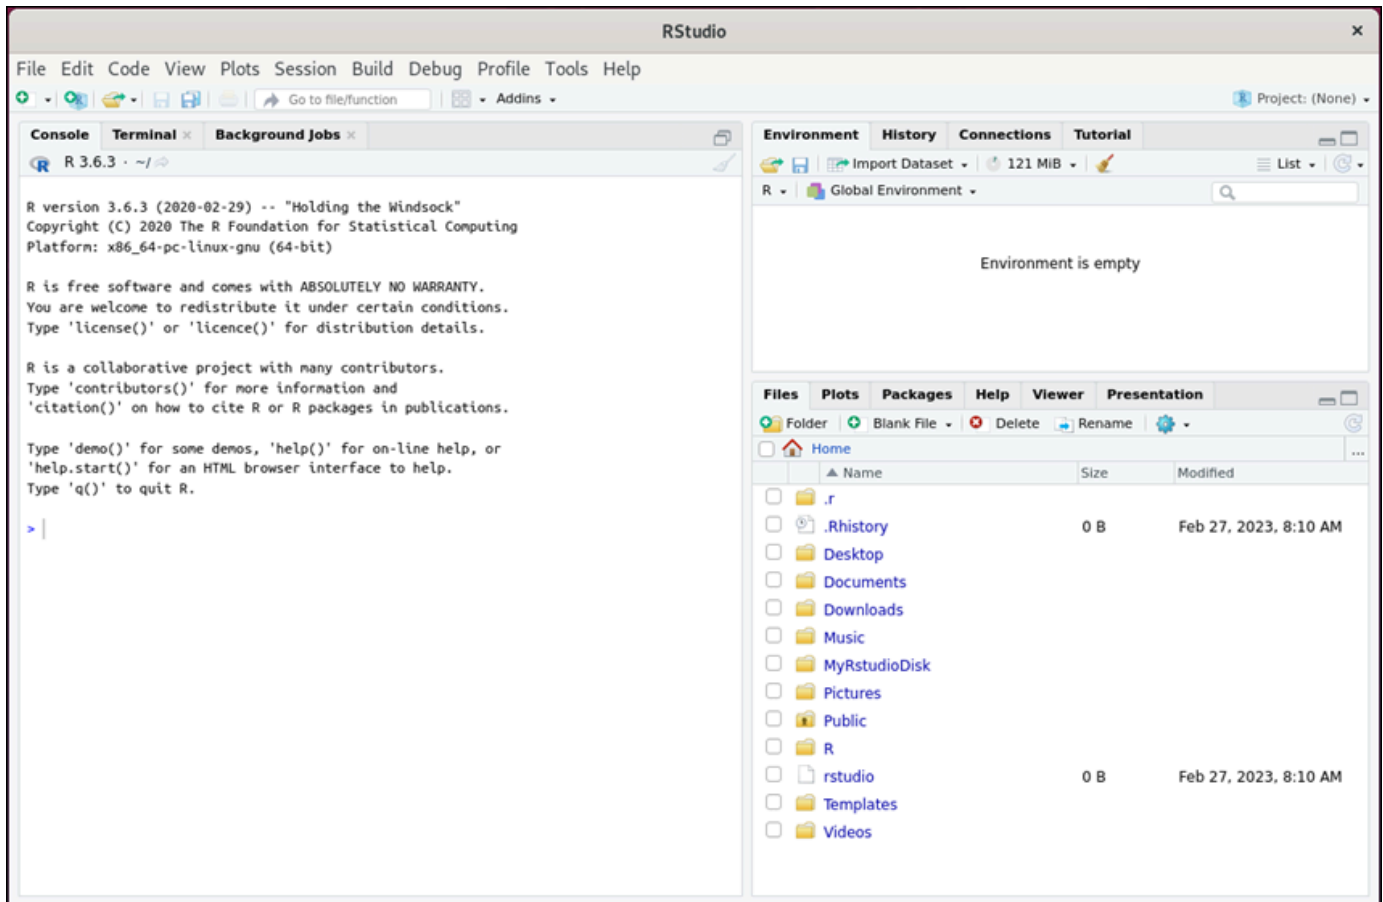 RStudio
File Edit Code View Plots Session Build Debug Profile Tools Help
Go to file/function Addins Project: (None)
Console Terminal Background Jobs
R 3.6.3 · ~/
R version 3.6.3 (2020-02-29) -- "Holding the Windsock"
Copyright (C) 2020 The R Foundation for Statistical Computing
Platform: x86_64-pc-linux-gnu (64-bit)
R is free software and comes with ABSOLUTELY NO WARRANTY.
You are welcome to redistribute it under certain conditions.
Type 'license()' or 'licence()' for distribution details.
R is a collaborative project with many contributors.
Type 'contributors()' for more information and
'citation()' on how to cite R or R packages in publications.
Type 'demo()' for some demos, 'help()' for on-line help, or
'help.start()' for an HTML browser interface to help.
Type 'q()' to quit R.
>
Environment History Connections Tutorial
Import Dataset 121 MiB List
R Global Environment
Environment is empty
Files Plots Packages Help Viewer Presentation
Folder Blank File Delete Rename
Home ...
Name Size Modified
.r
.Rhistory 0 B Feb 27, 2023, 8:10 AM
Desktop
Documents
Downloads
Music
MyRstudioDisk
Pictures
Public
R
rstudio 0 B Feb 27, 2023, 8:10 AM
Templates
Videos